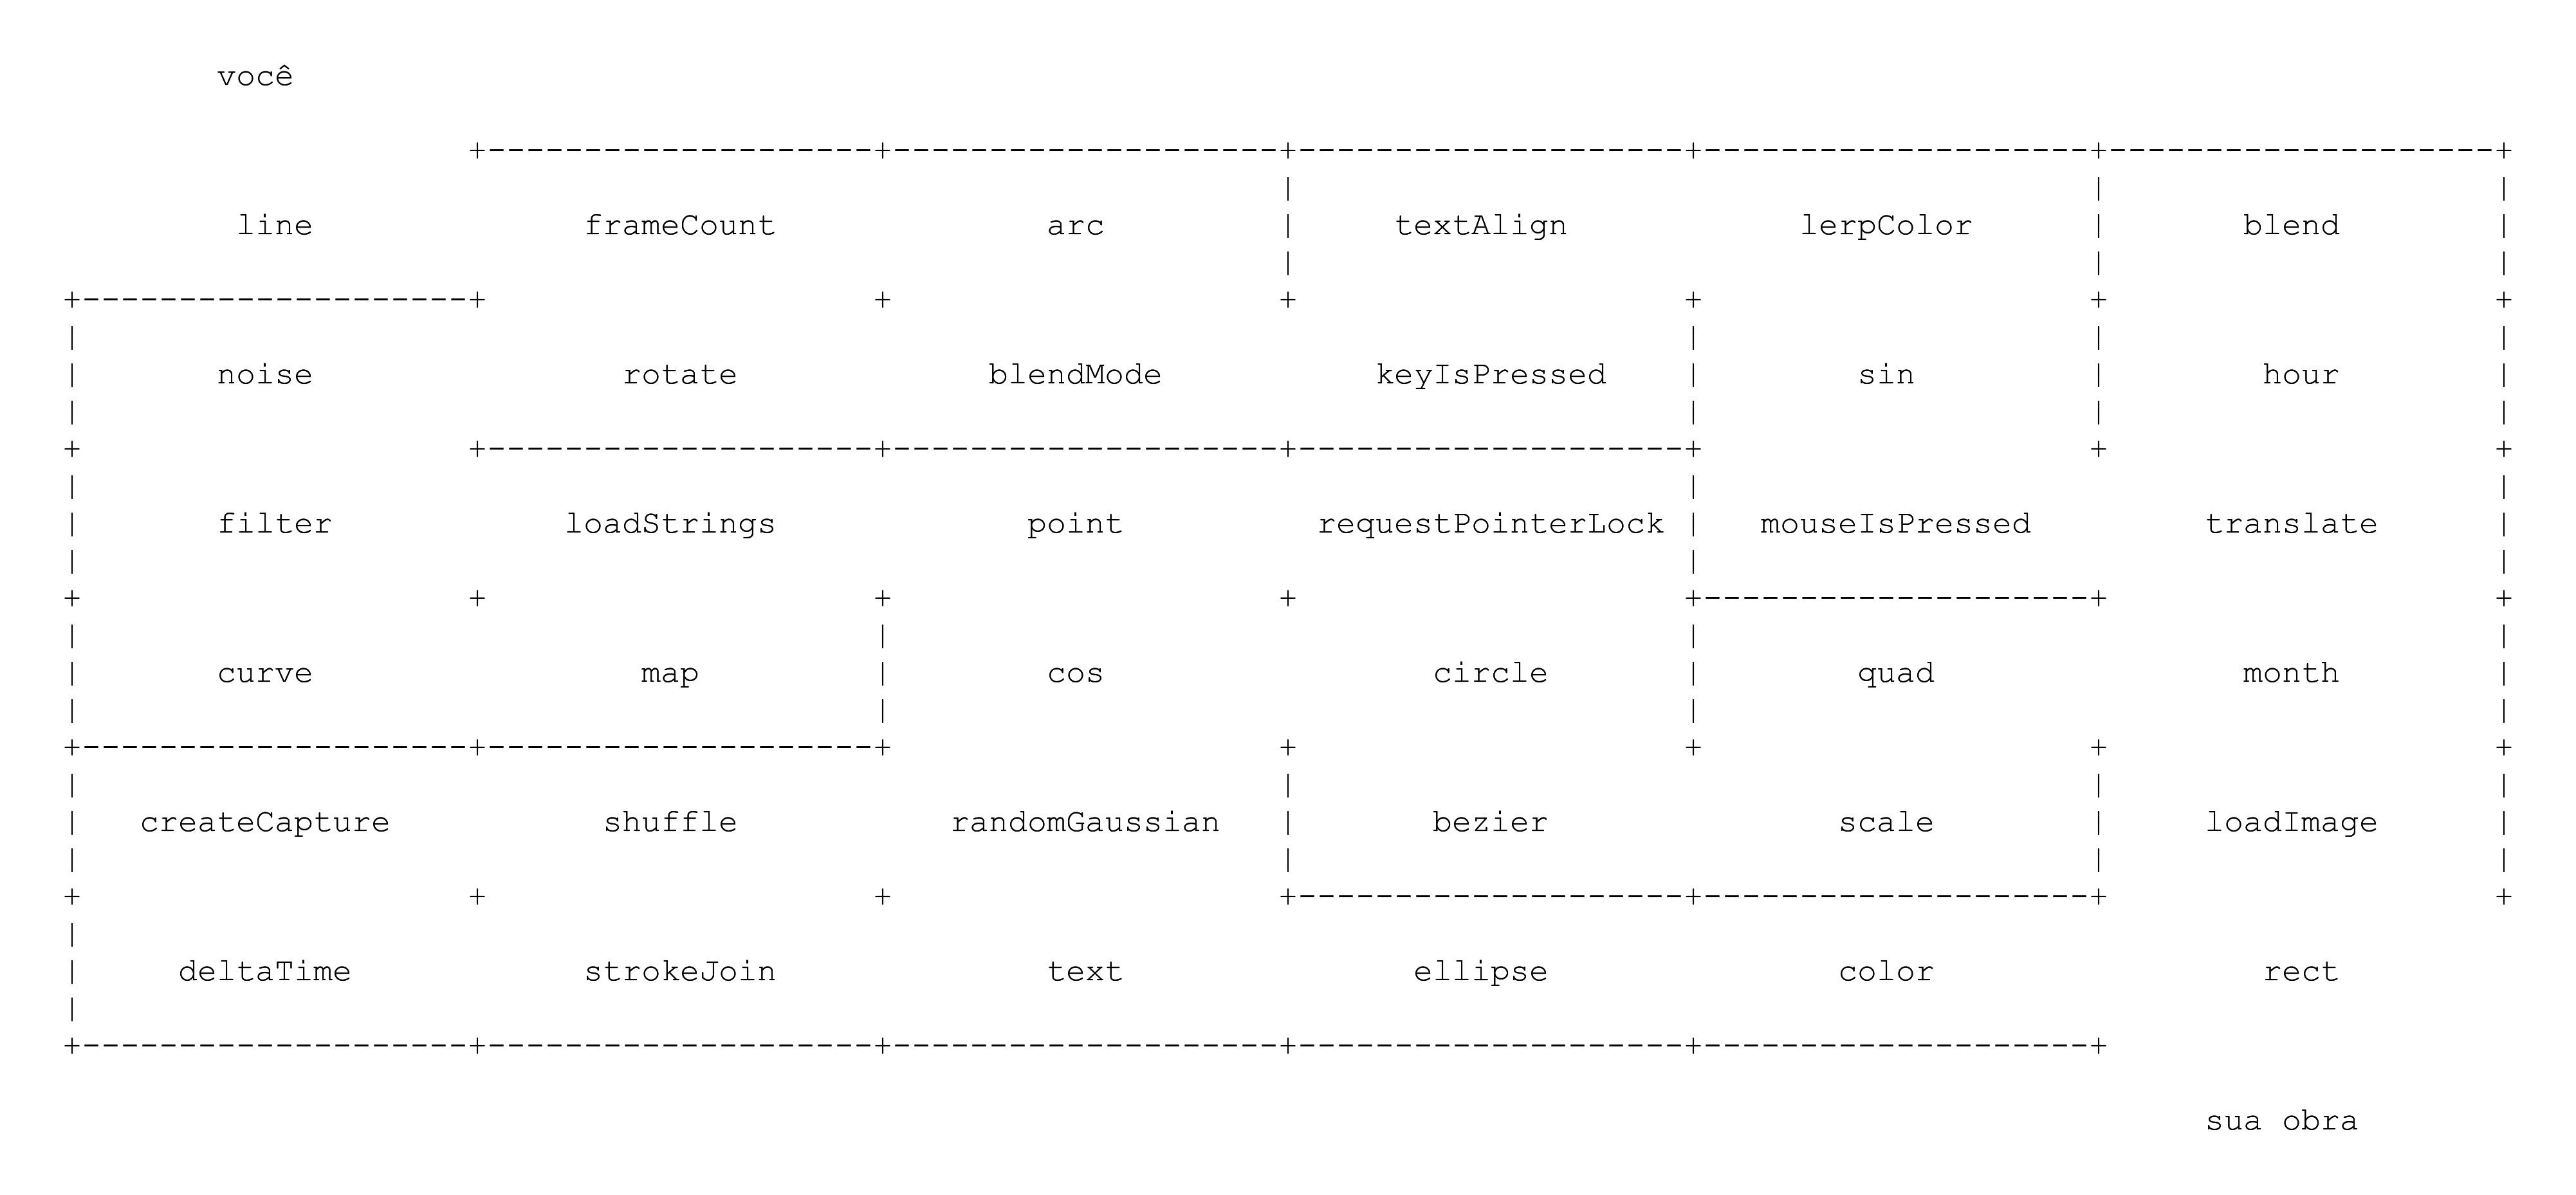 você
line frameCount arc textAlign lerpColor blend
noise rotate blendMode keyIsPressed sin hour
filter loadStrings point requestPointerLock mouseIsPressed translate
curve map cos circle quad month
createCapture shuffle randomGaussian bezier scale loadImage
deltaTime strokeJoin text ellipse color rect
sua obra